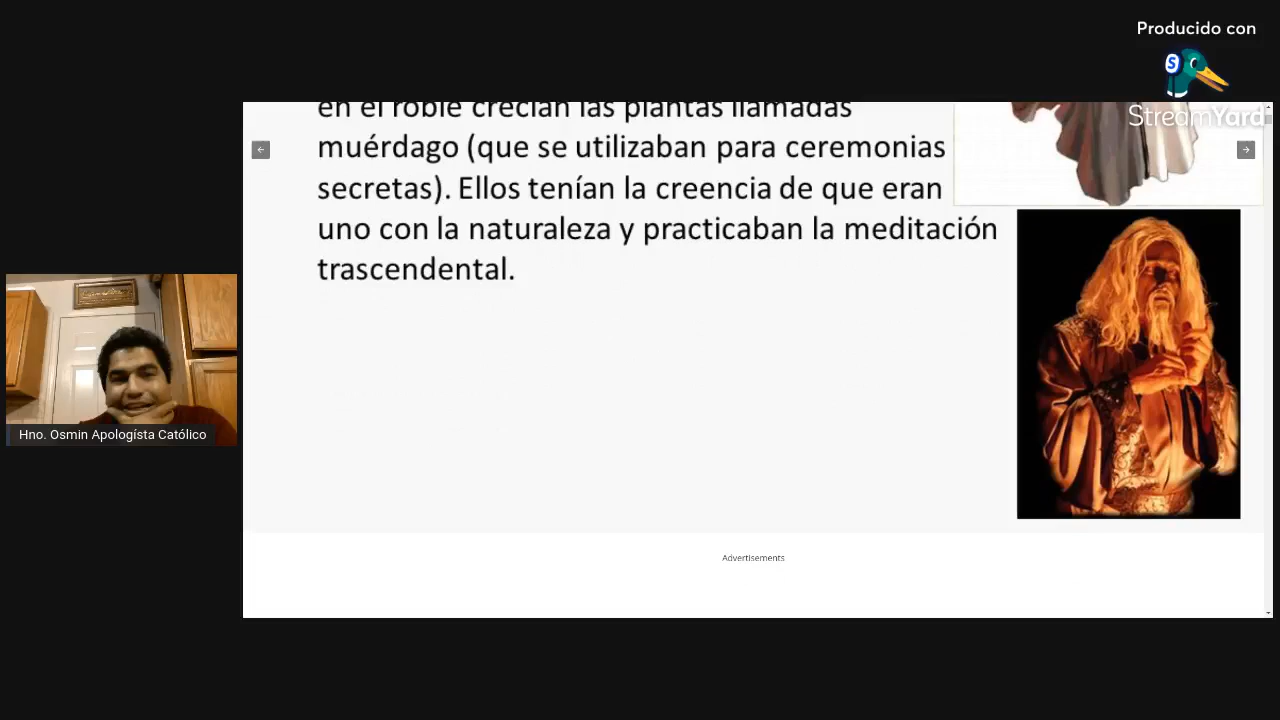 Producido con
StreamYard
en el roble crecían las plantas llamadas
muérdago (que se utilizaban para ceremonias
secretas). Ellos tenían la creencia de que eran
uno con la naturaleza y practicaban la meditación
trascendental.
Hno. Osmin Apologísta Católico
Advertisements